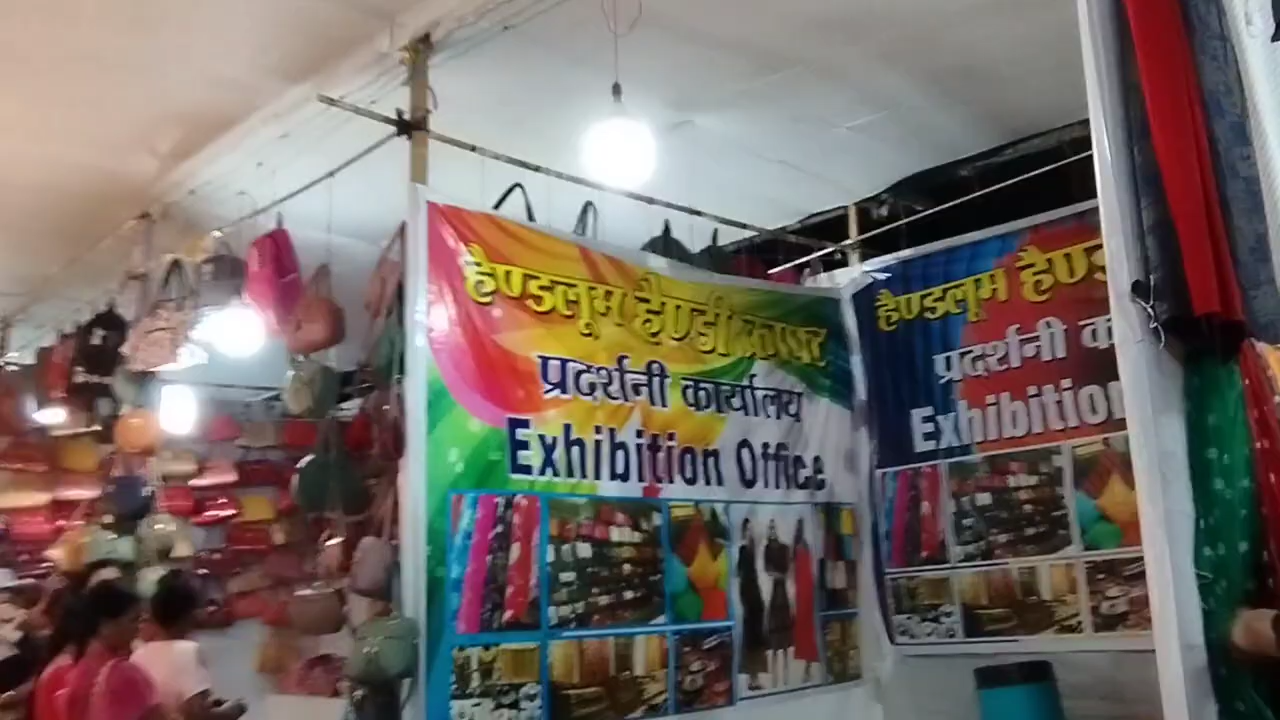 हैण्डलूम हैण्डी क्राफ्ट
प्रदर्शनी कार्यालय
Exhibition Office
हैण्डलूम
प्रदर्शनी
Exhibition